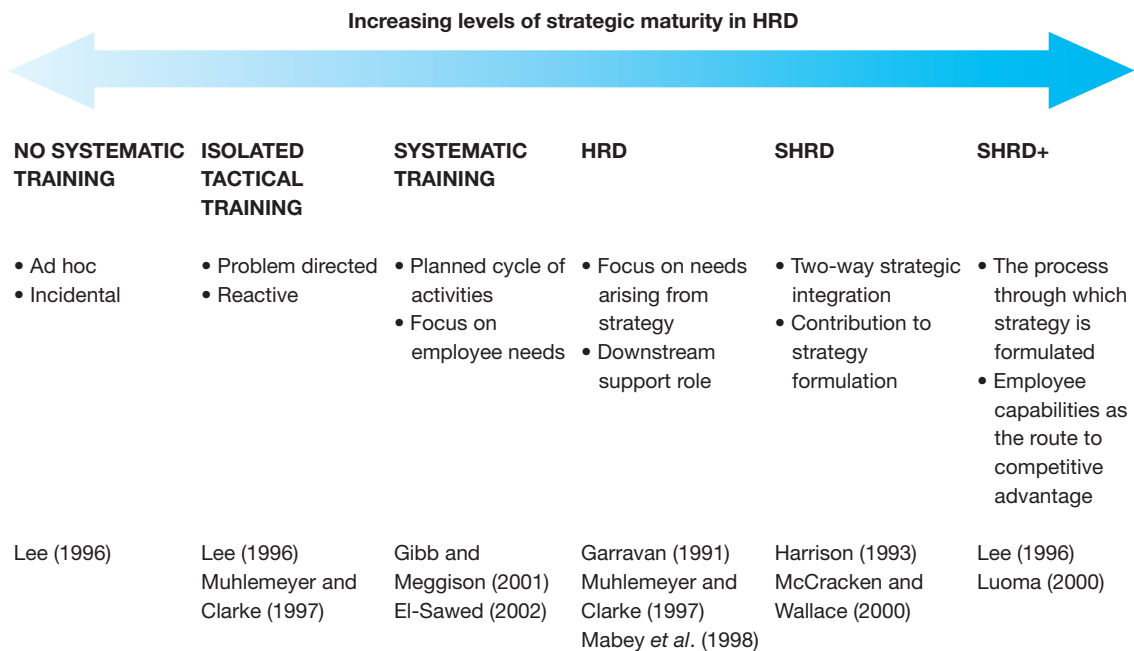 Increasing levels of strategic maturity in HRD
NO SYSTEMATIC
TRAINING
ISOLATED
TACTICAL
TRAINING
SYSTEMATIC
TRAINING
HRD
SHRD
SHRD+
• Ad hoc
• Incidental
• Problem directed
• Reactive
• Planned cycle of
activities
• Focus on
employee needs
• Focus on needs
arising from
strategy
• Downstream
support role
• Two-way strategic
integration
• Contribution to
strategy
formulation
• The process
through which
strategy is
formulated
• Employee
capabilities as
the route to
competitive
advantage
Lee (1996)
Lee (1996)
Muhlemeyer and
Clarke (1997)
Gibb and
Meggison (2001)
El-Sawed (2002)
Garravan (1991)
Muhlemeyer and
Clarke (1997)
Mabey et al. (1998)
Harrison (1993)
McCracken and
Wallace (2000)
Lee (1996)
Luoma (2000)